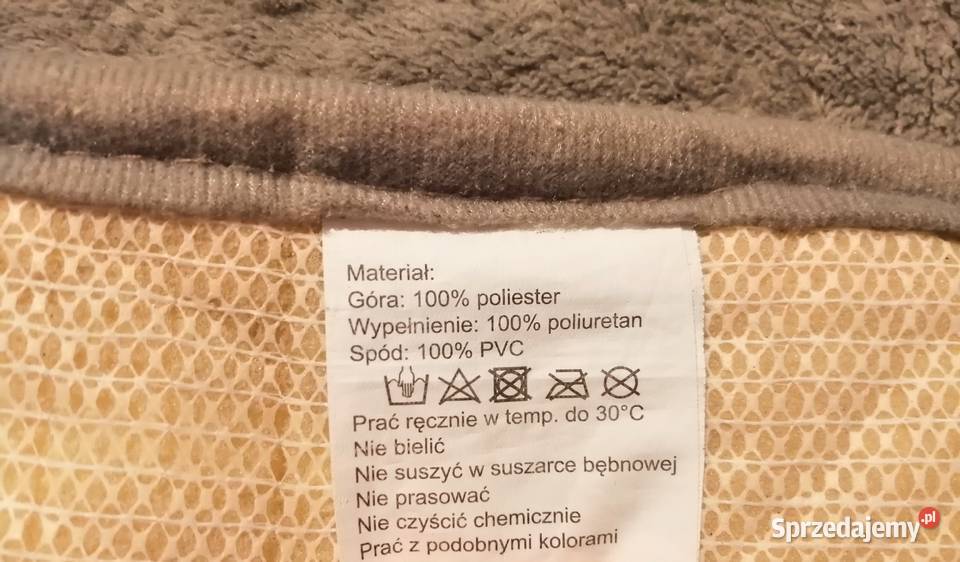 Materiał:
Góra: 100% poliester
Wypełnienie: 100% poliuretan
Spód: 100% PVC
Prać ręcznie w temp. do 30°C
Nie bielić
Nie suszyć w suszarce bębnowej
Nie prasować
Nie czyścić chemicznie
Prać z podobnymi kolorami
Sprzedajemy.pl